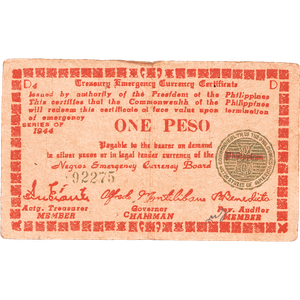 Treasury Emergency Currency Certificate
D4 D
Issued by authority of the President of the Philippines
This certifies that the Commonwealth of the Philippines
will redeem this certificate at face value upon termination
of emergency
SERIES OF
1944
ONE PESO
Payable to the bearer on demand
in silver pesos or in legal tender currency of the
Negros Emergency Currency Board
92275
Actg. Treasurer Governor Pov. Auditor
MEMBER CHAIRMAN MEMBER